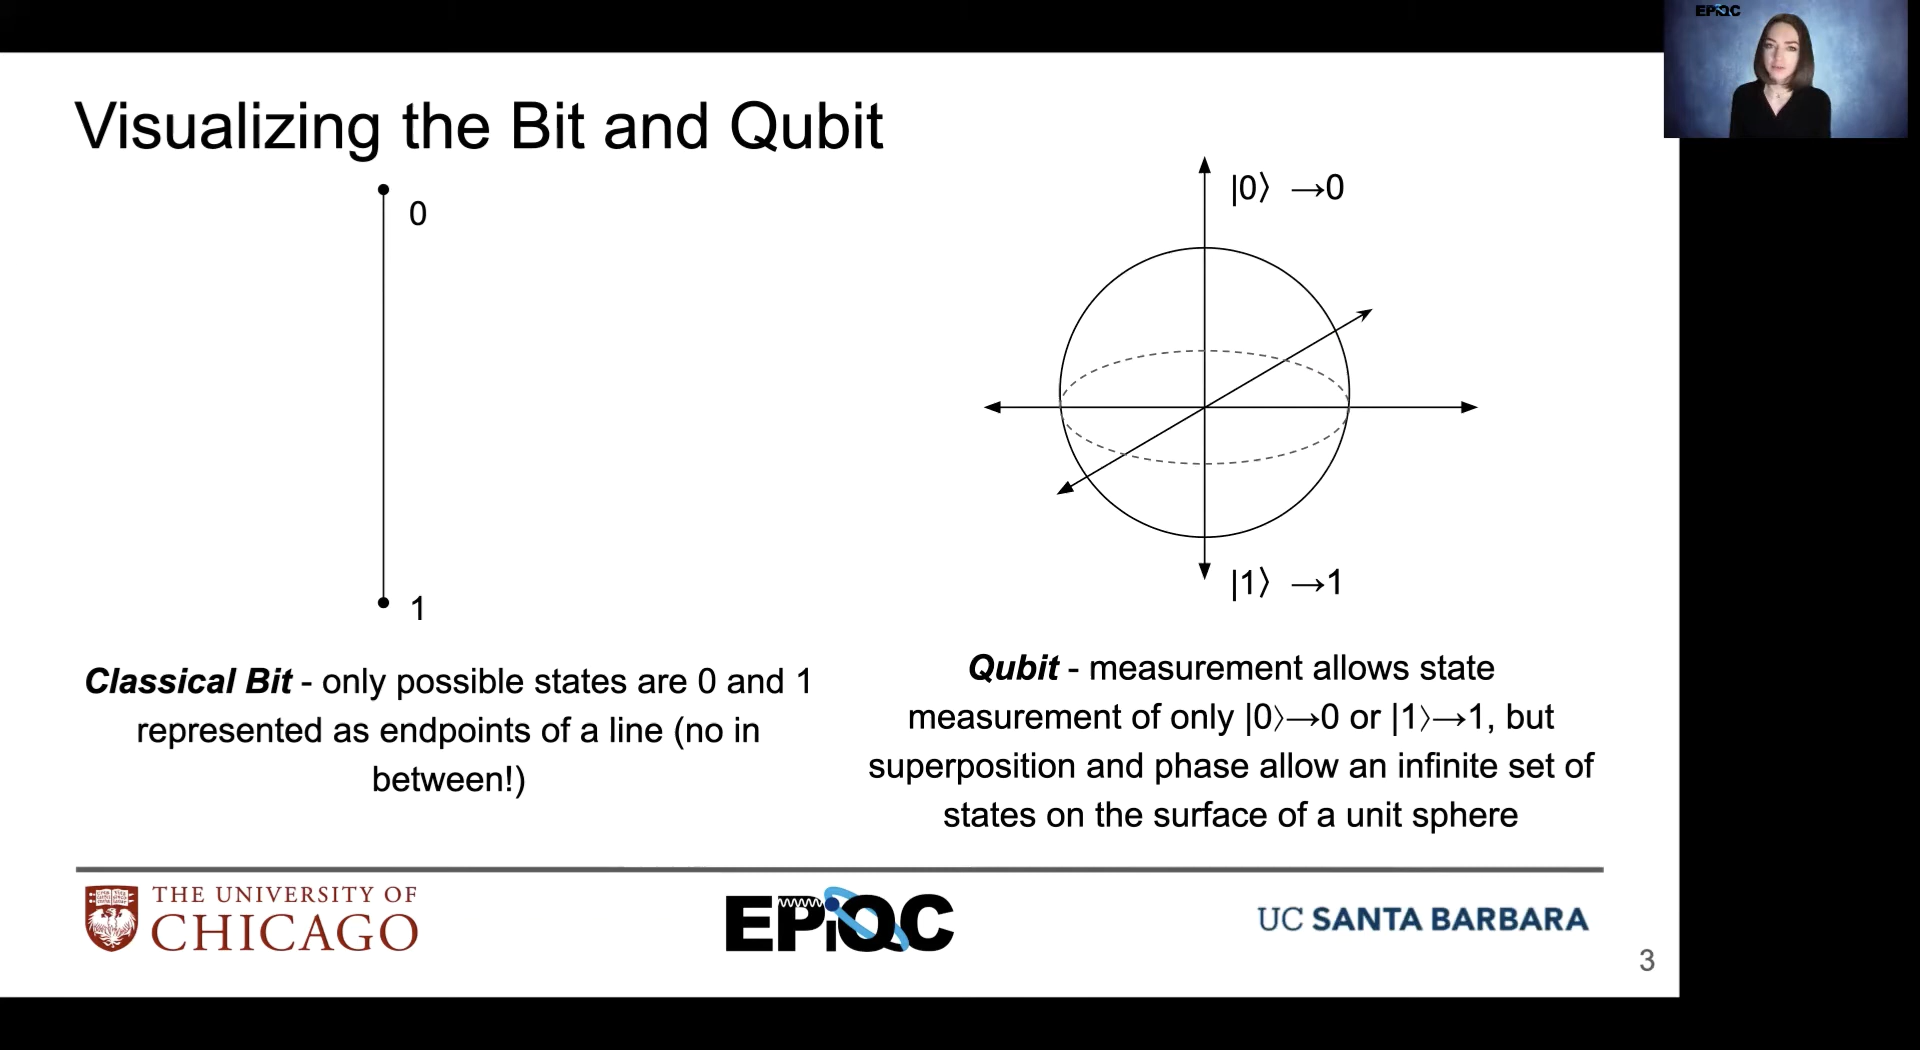 EPiQC
Visualizing the Bit and Qubit
0
1
Classical Bit - only possible states are 0 and 1
represented as endpoints of a line (no in
between!)
|0⟩ →0
|1⟩ →1
Qubit - measurement allows state
measurement of only |0⟩→0 or |1⟩→1, but
superposition and phase allow an infinite set of
states on the surface of a unit sphere
THE UNIVERSITY OF
CHICAGO
EPiQC
UC SANTA BARBARA
3